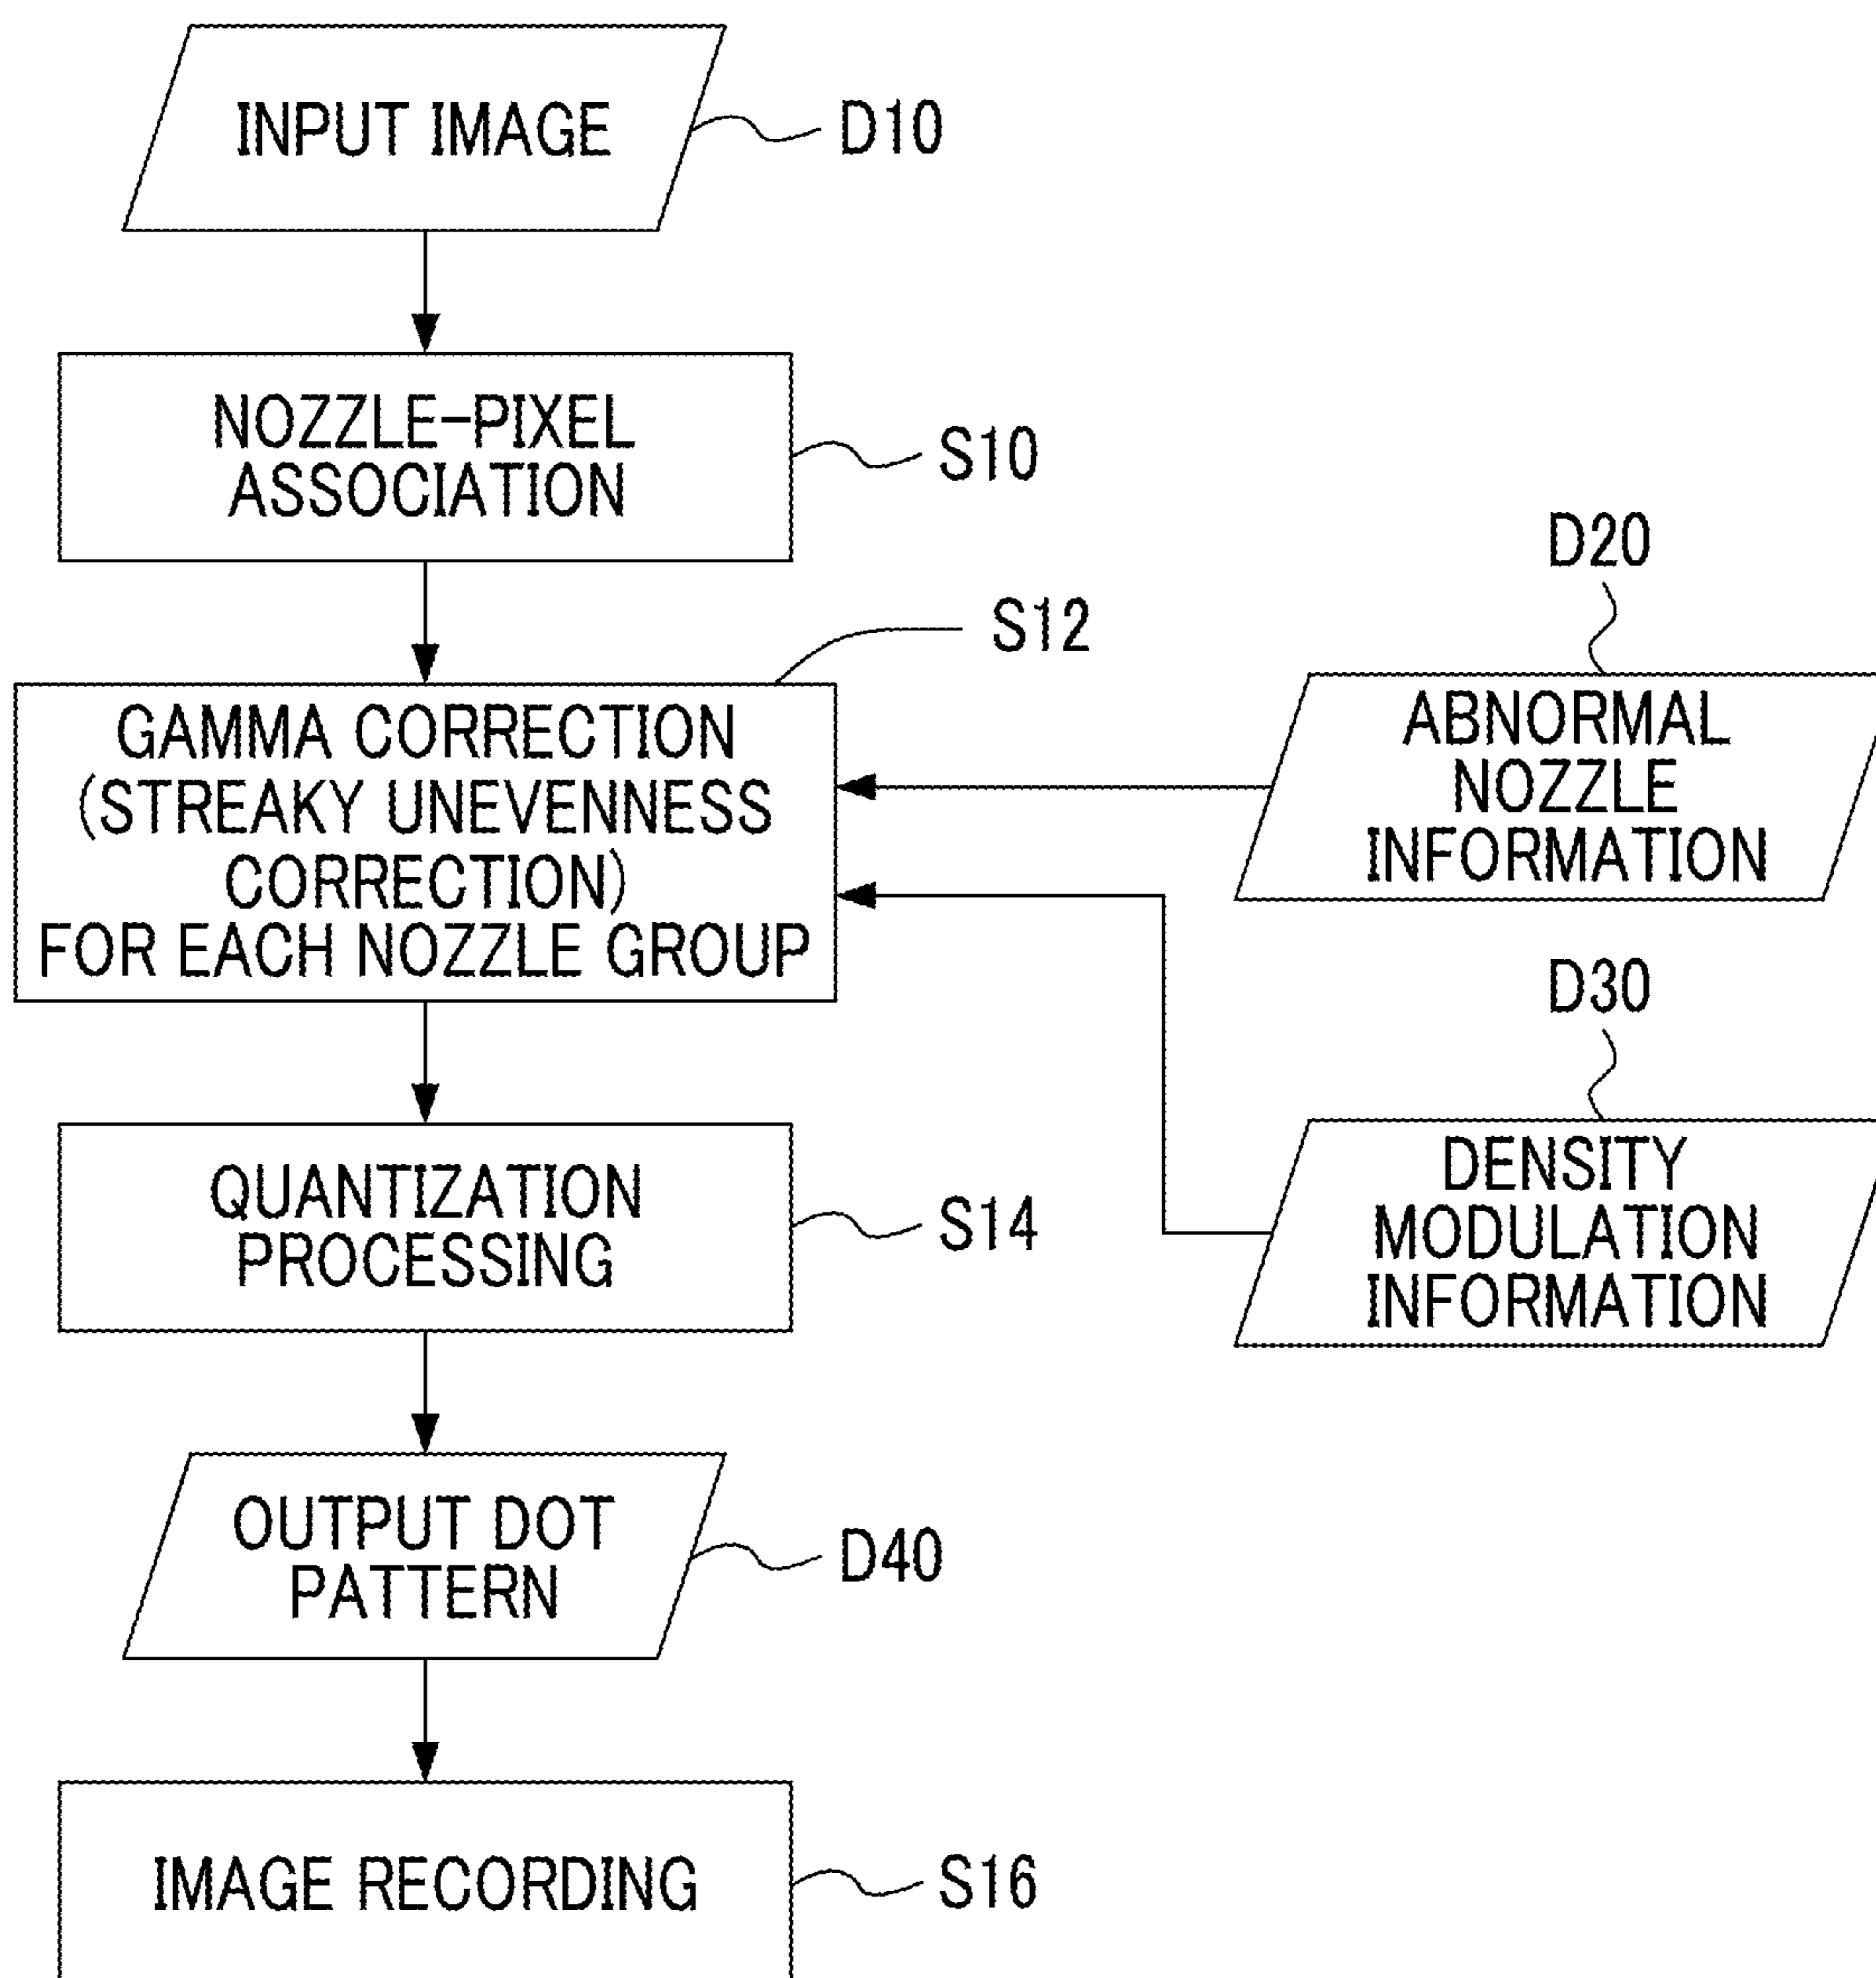 INPUT IMAGE
D10
NOZZLE-PIXEL
ASSOCIATION
S10
S12
GAMMA CORRECTION
(STREAKY UNEVENNESS
CORRECTION)
FOR EACH NOZZLE GROUP
D20
ABNORMAL
NOZZLE
INFORMATION
D30
DENSITY
MODULATION
INFORMATION
QUANTIZATION
PROCESSING
S14
OUTPUT DOT
PATTERN
D40
IMAGE RECORDING
S16